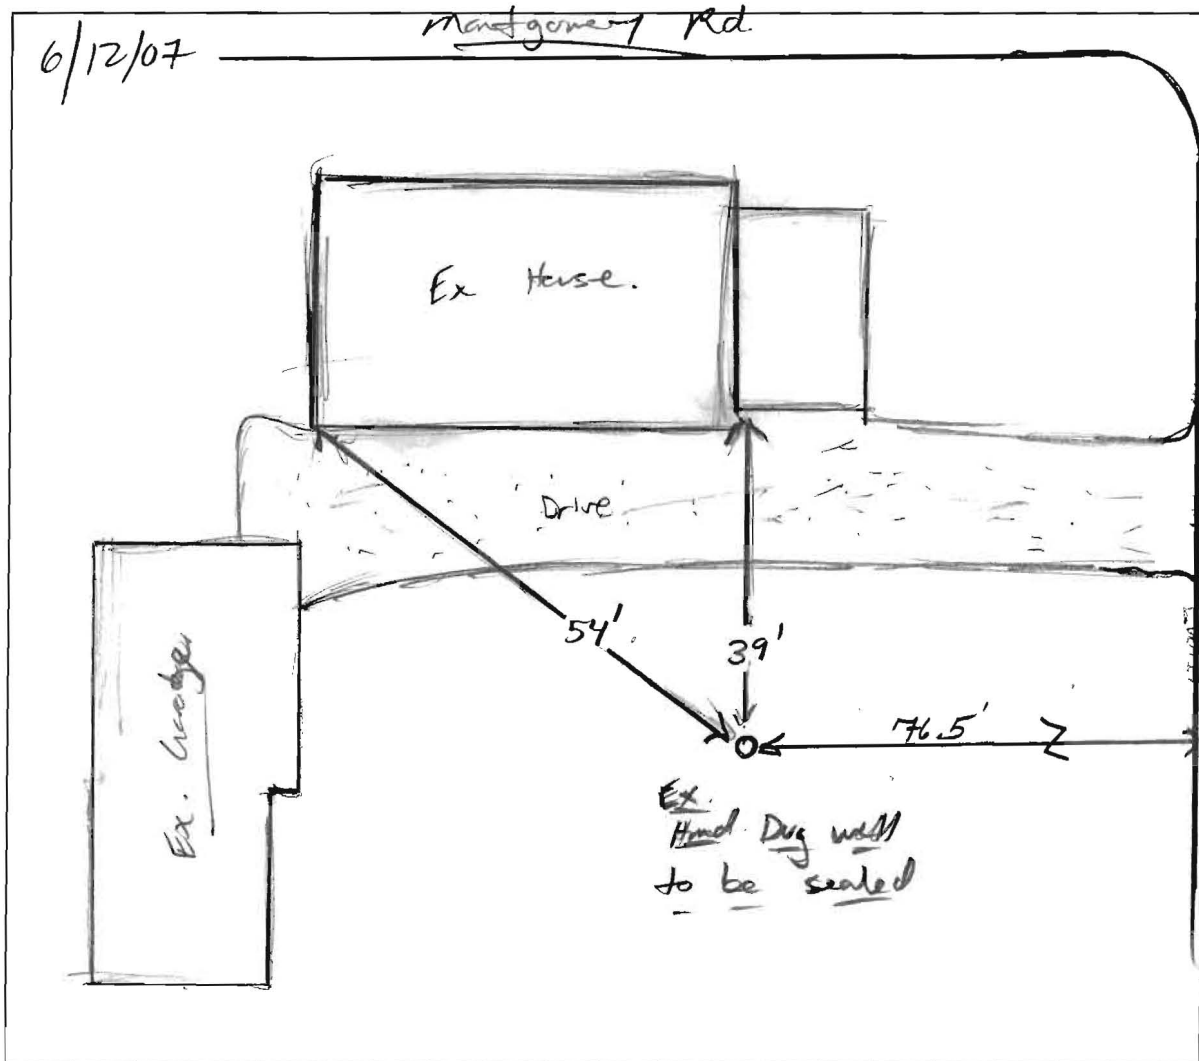 Montgomery Rd.
6/12/07
Ex House.
Drive
54'
39'
76.5'
Ex.
Hand Dug well
to be sealed
Ex. Garage